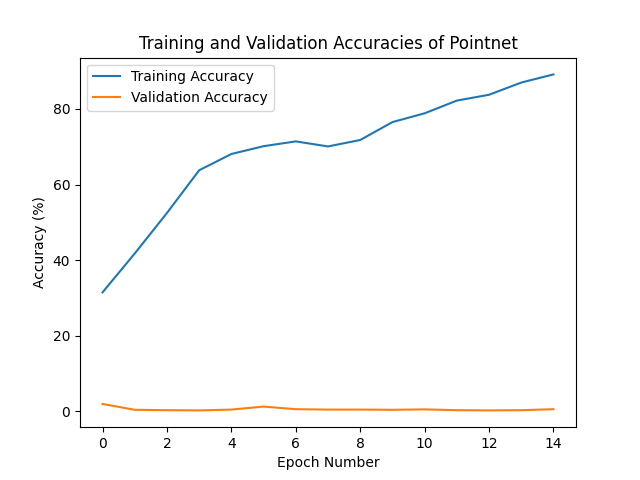 Training and Validation Accuracies of Pointnet
Training Accuracy
Validation Accuracy
80
60
40
20
0
Accuracy (%)
0 2 4 6 8 10 12 14
Epoch Number